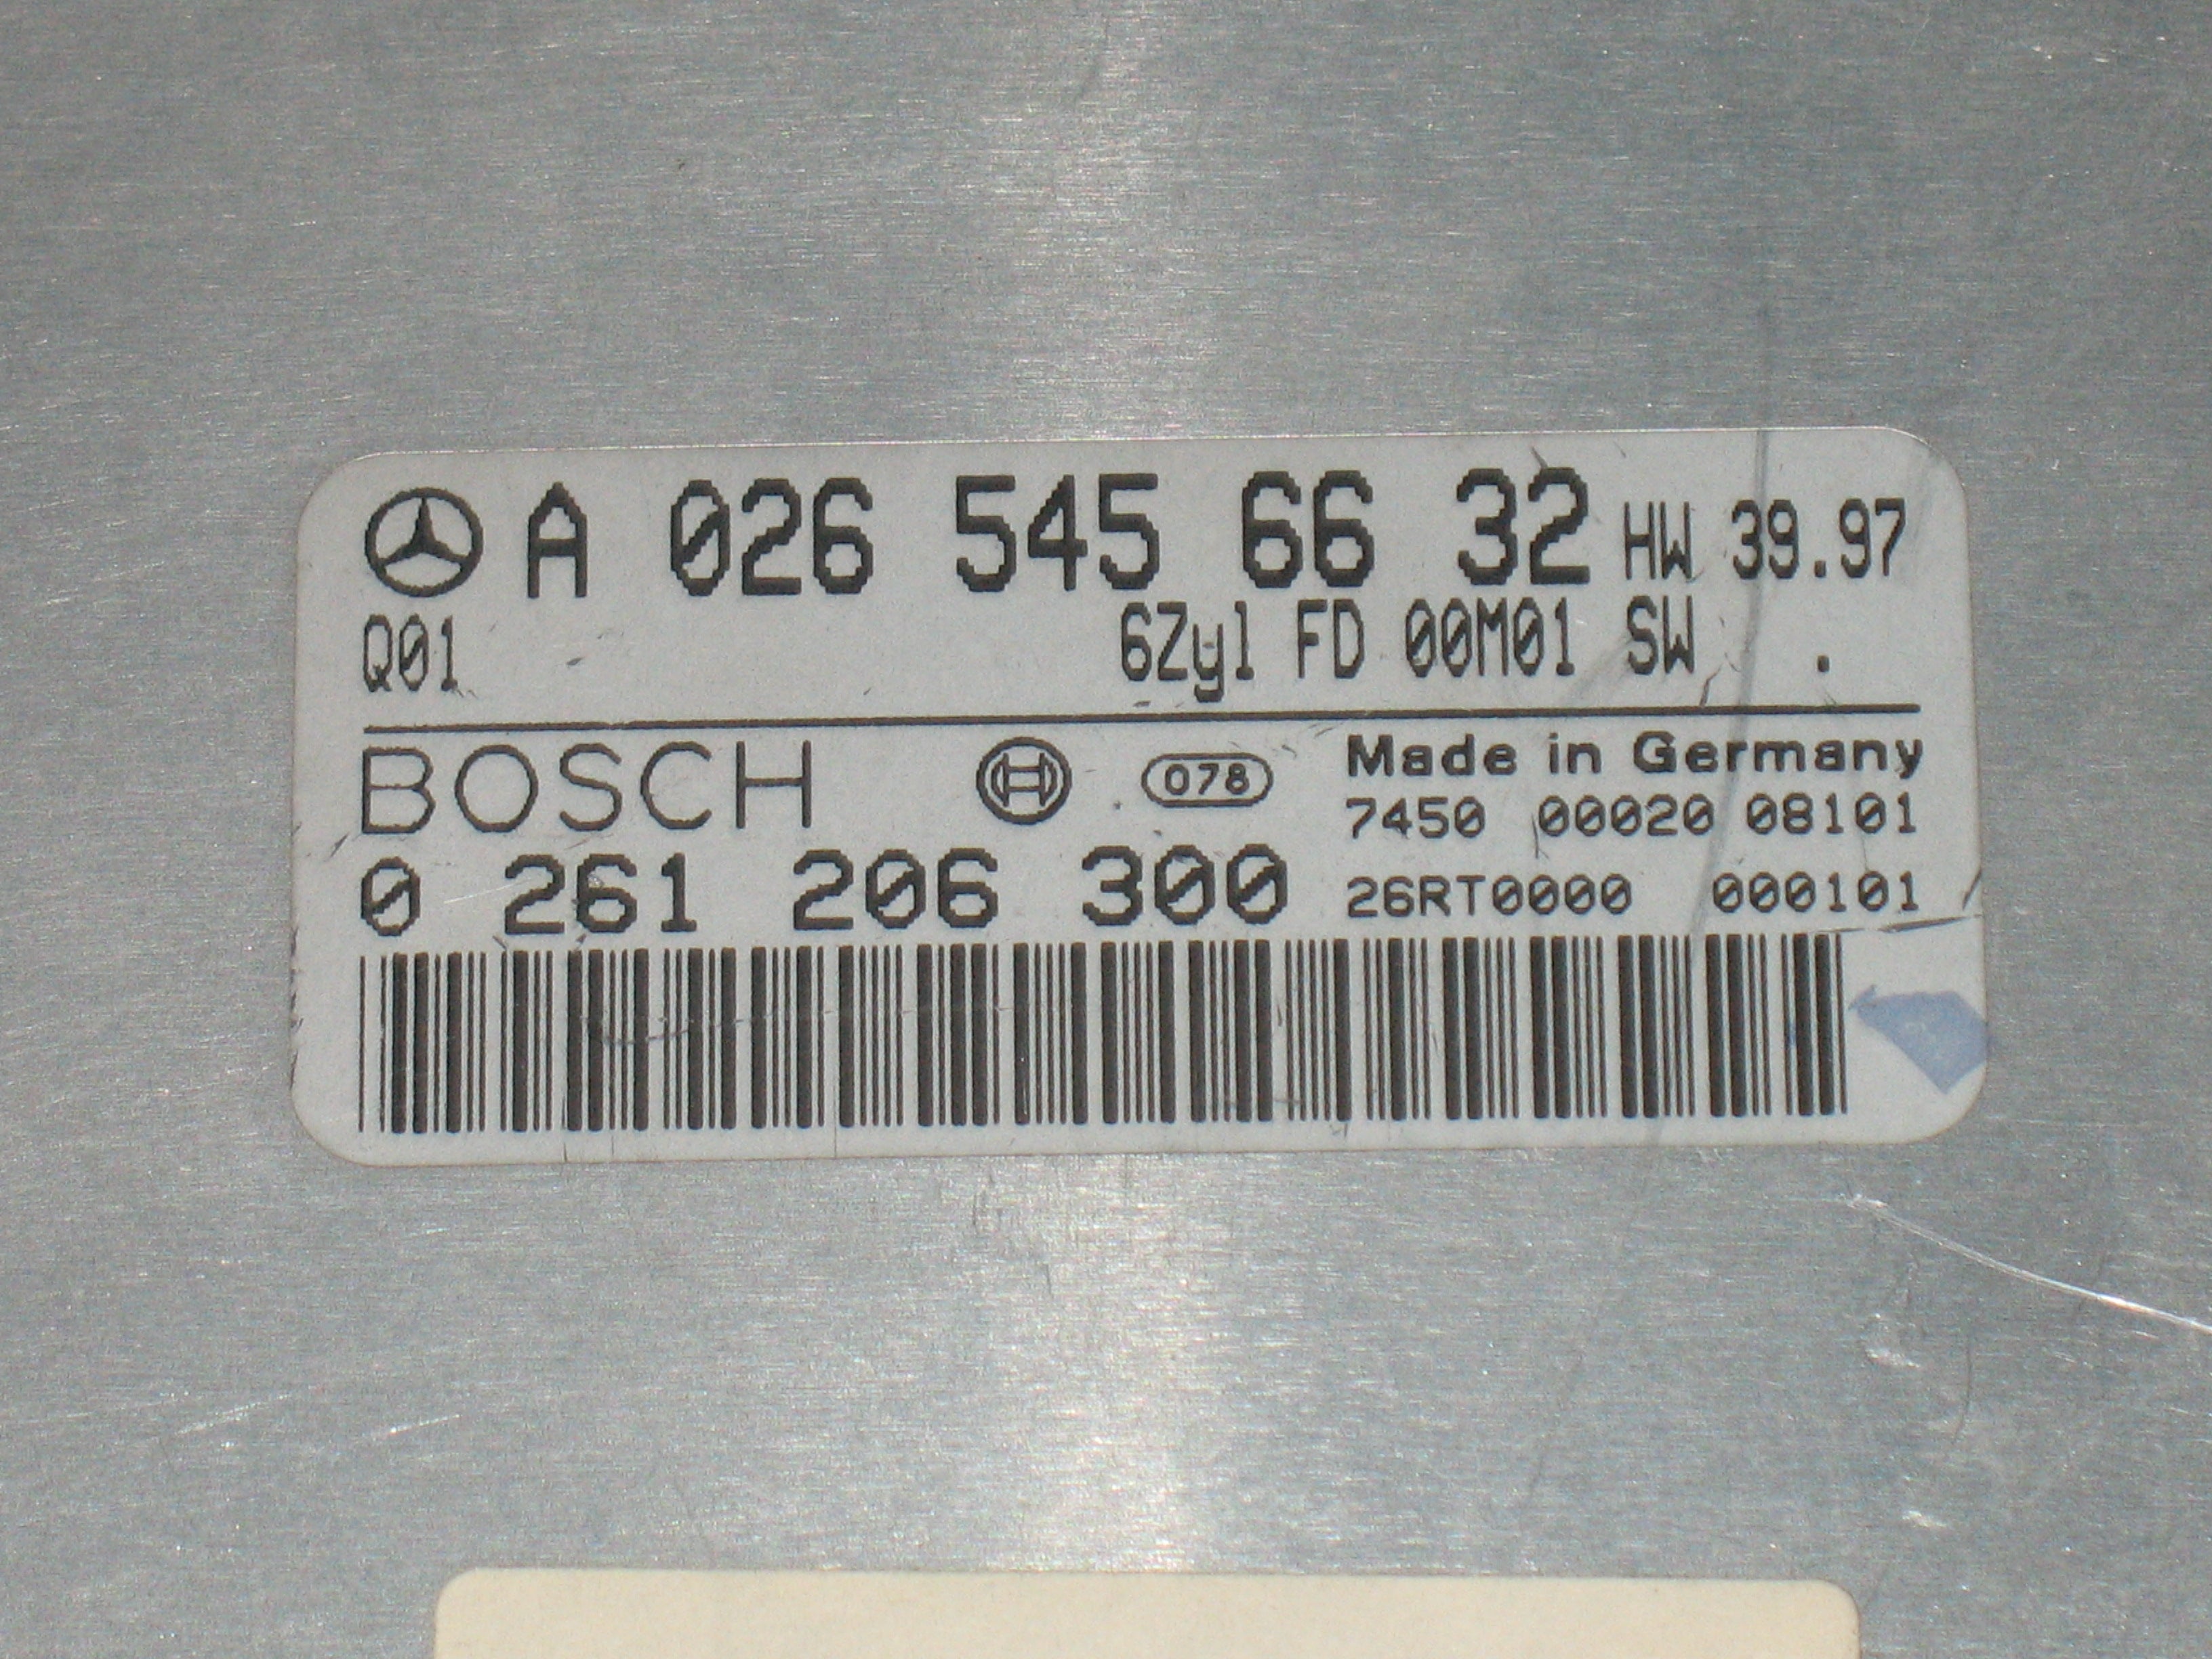 A 026 545 66 32 HW 39.97
Q01 6Zyl FD 00M01 SW .
BOSCH 078 Made in Germany
7450 00020 08101
0 261 206 300 26RT0000 000101